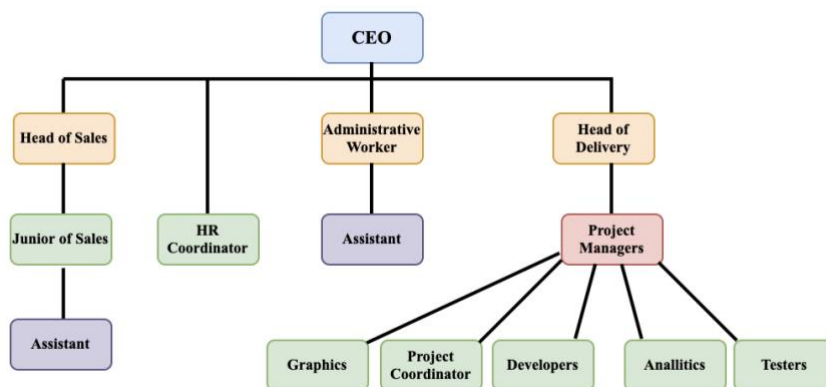 CEO
Head of Sales
Administrative
Worker
Head of
Delivery
Junior of Sales
HR
Coordinator
Assistant
Project
Managers
Assistant
Graphics
Project
Coordinator
Developers
Anallitics
Testers